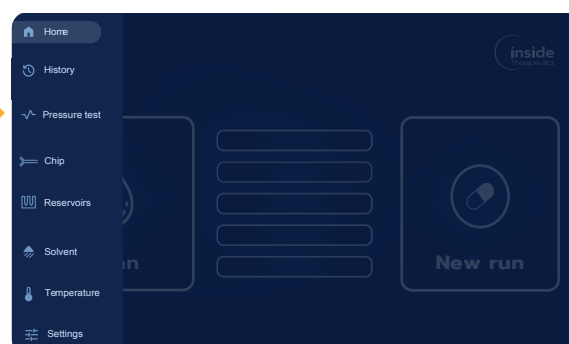 Home
History
Pressure test
Chip
Reservoirs
Solvent
Temperature
Settings
inside
Therapeutics
New run